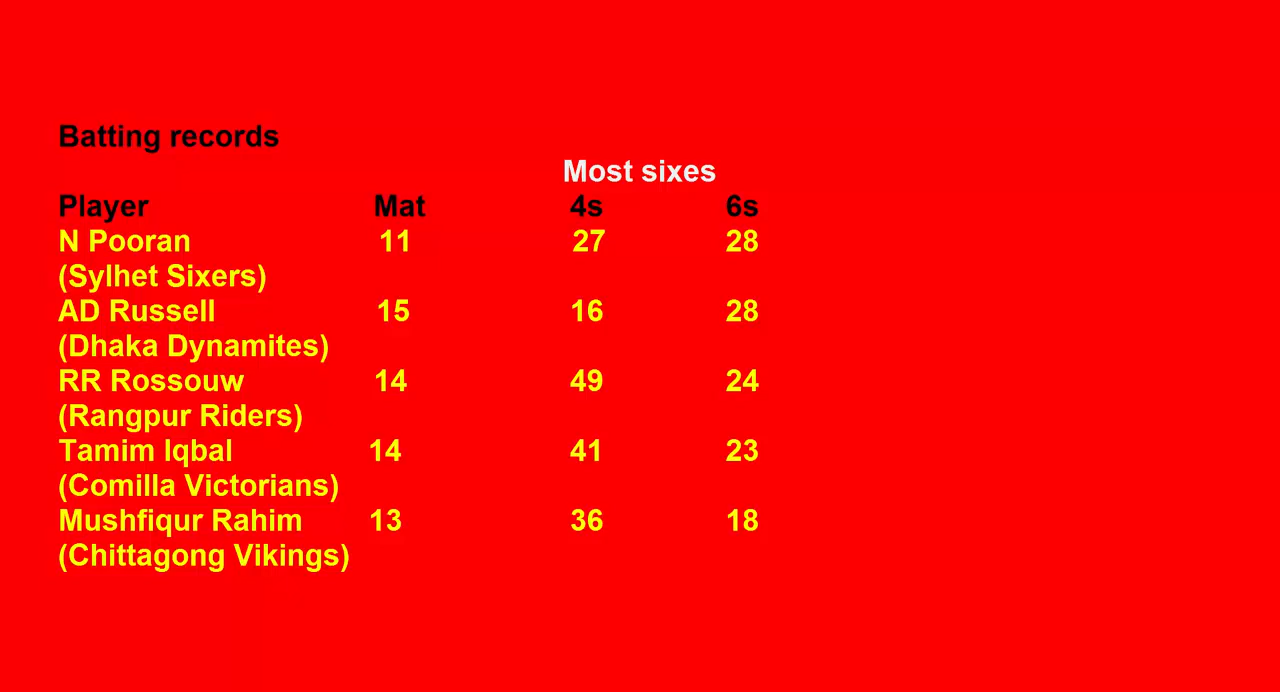 Batting records
Most sixes
Player Mat 4s 6s
N Pooran 11 27 28
(Sylhet Sixers)
AD Russell 15 16 28
(Dhaka Dynamites)
RR Rossouw 14 49 24
(Rangpur Riders)
Tamim Iqbal 14 41 23
(Comilla Victorians)
Mushfiqur Rahim 13 36 18
(Chittagong Vikings)